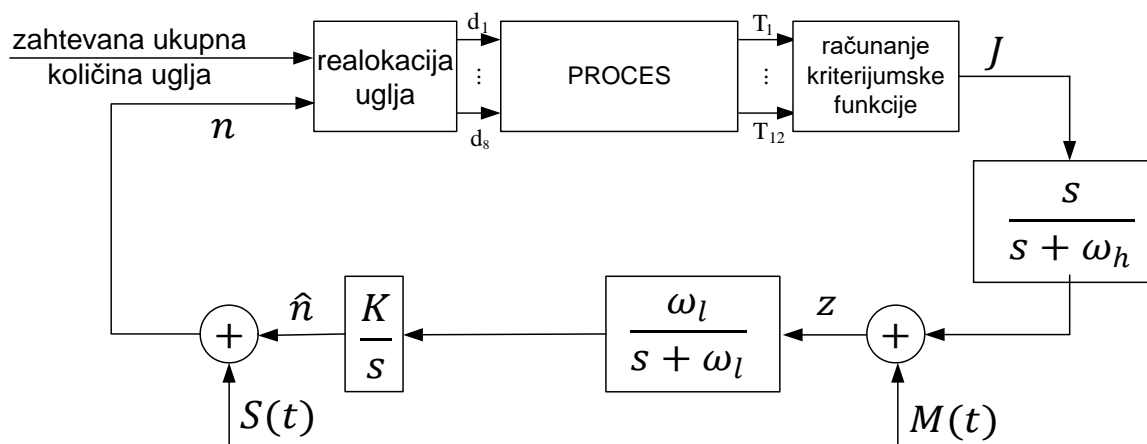 zahtevana ukupna
količina uglja
n
realokacija
uglja
d₁
⋮
d₈
PROCES
T₁
⋮
T₁₂
računanje
kriterijumske
funkcije
J
s
s + ωₕ
z
M(t)
ωₗ
s + ωₗ
K
s
n̂
S(t)
+
+